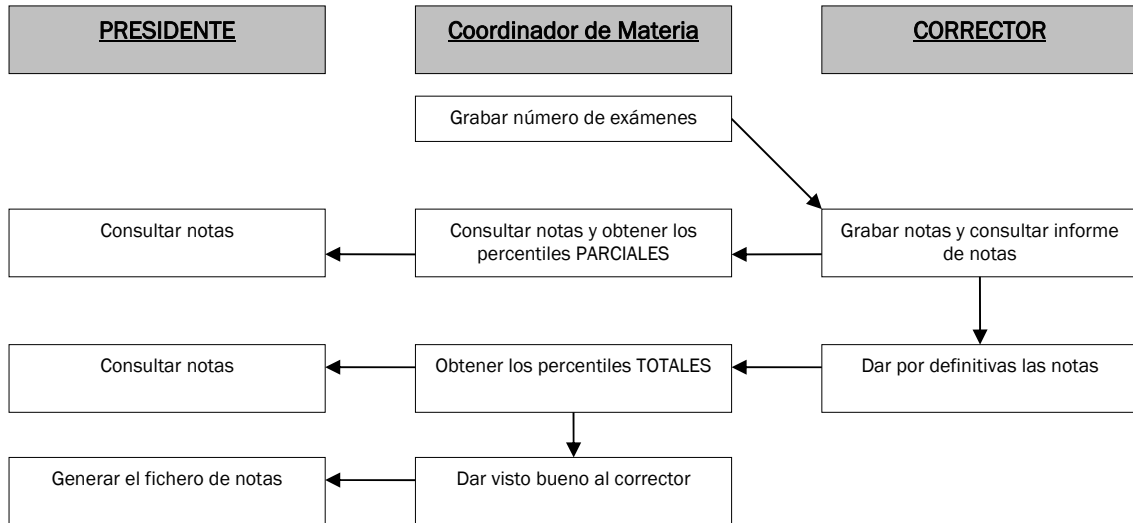 PRESIDENTE
Coordinador de Materia
CORRECTOR
Grabar número de exámenes
Consultar notas
Consultar notas y obtener los
percentiles PARCIALES
Grabar notas y consultar informe
de notas
Consultar notas
Obtener los percentiles TOTALES
Dar por definitivas las notas
Generar el fichero de notas
Dar visto bueno al corrector